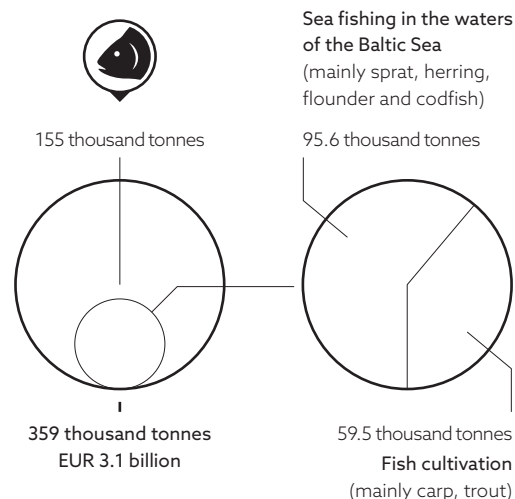 Sea fishing in the waters
of the Baltic Sea
(mainly sprat, herring,
flounder and codfish)
155 thousand tonnes
95.6 thousand tonnes
359 thousand tonnes
EUR 3.1 billion
59.5 thousand tonnes
Fish cultivation
(mainly carp, trout)